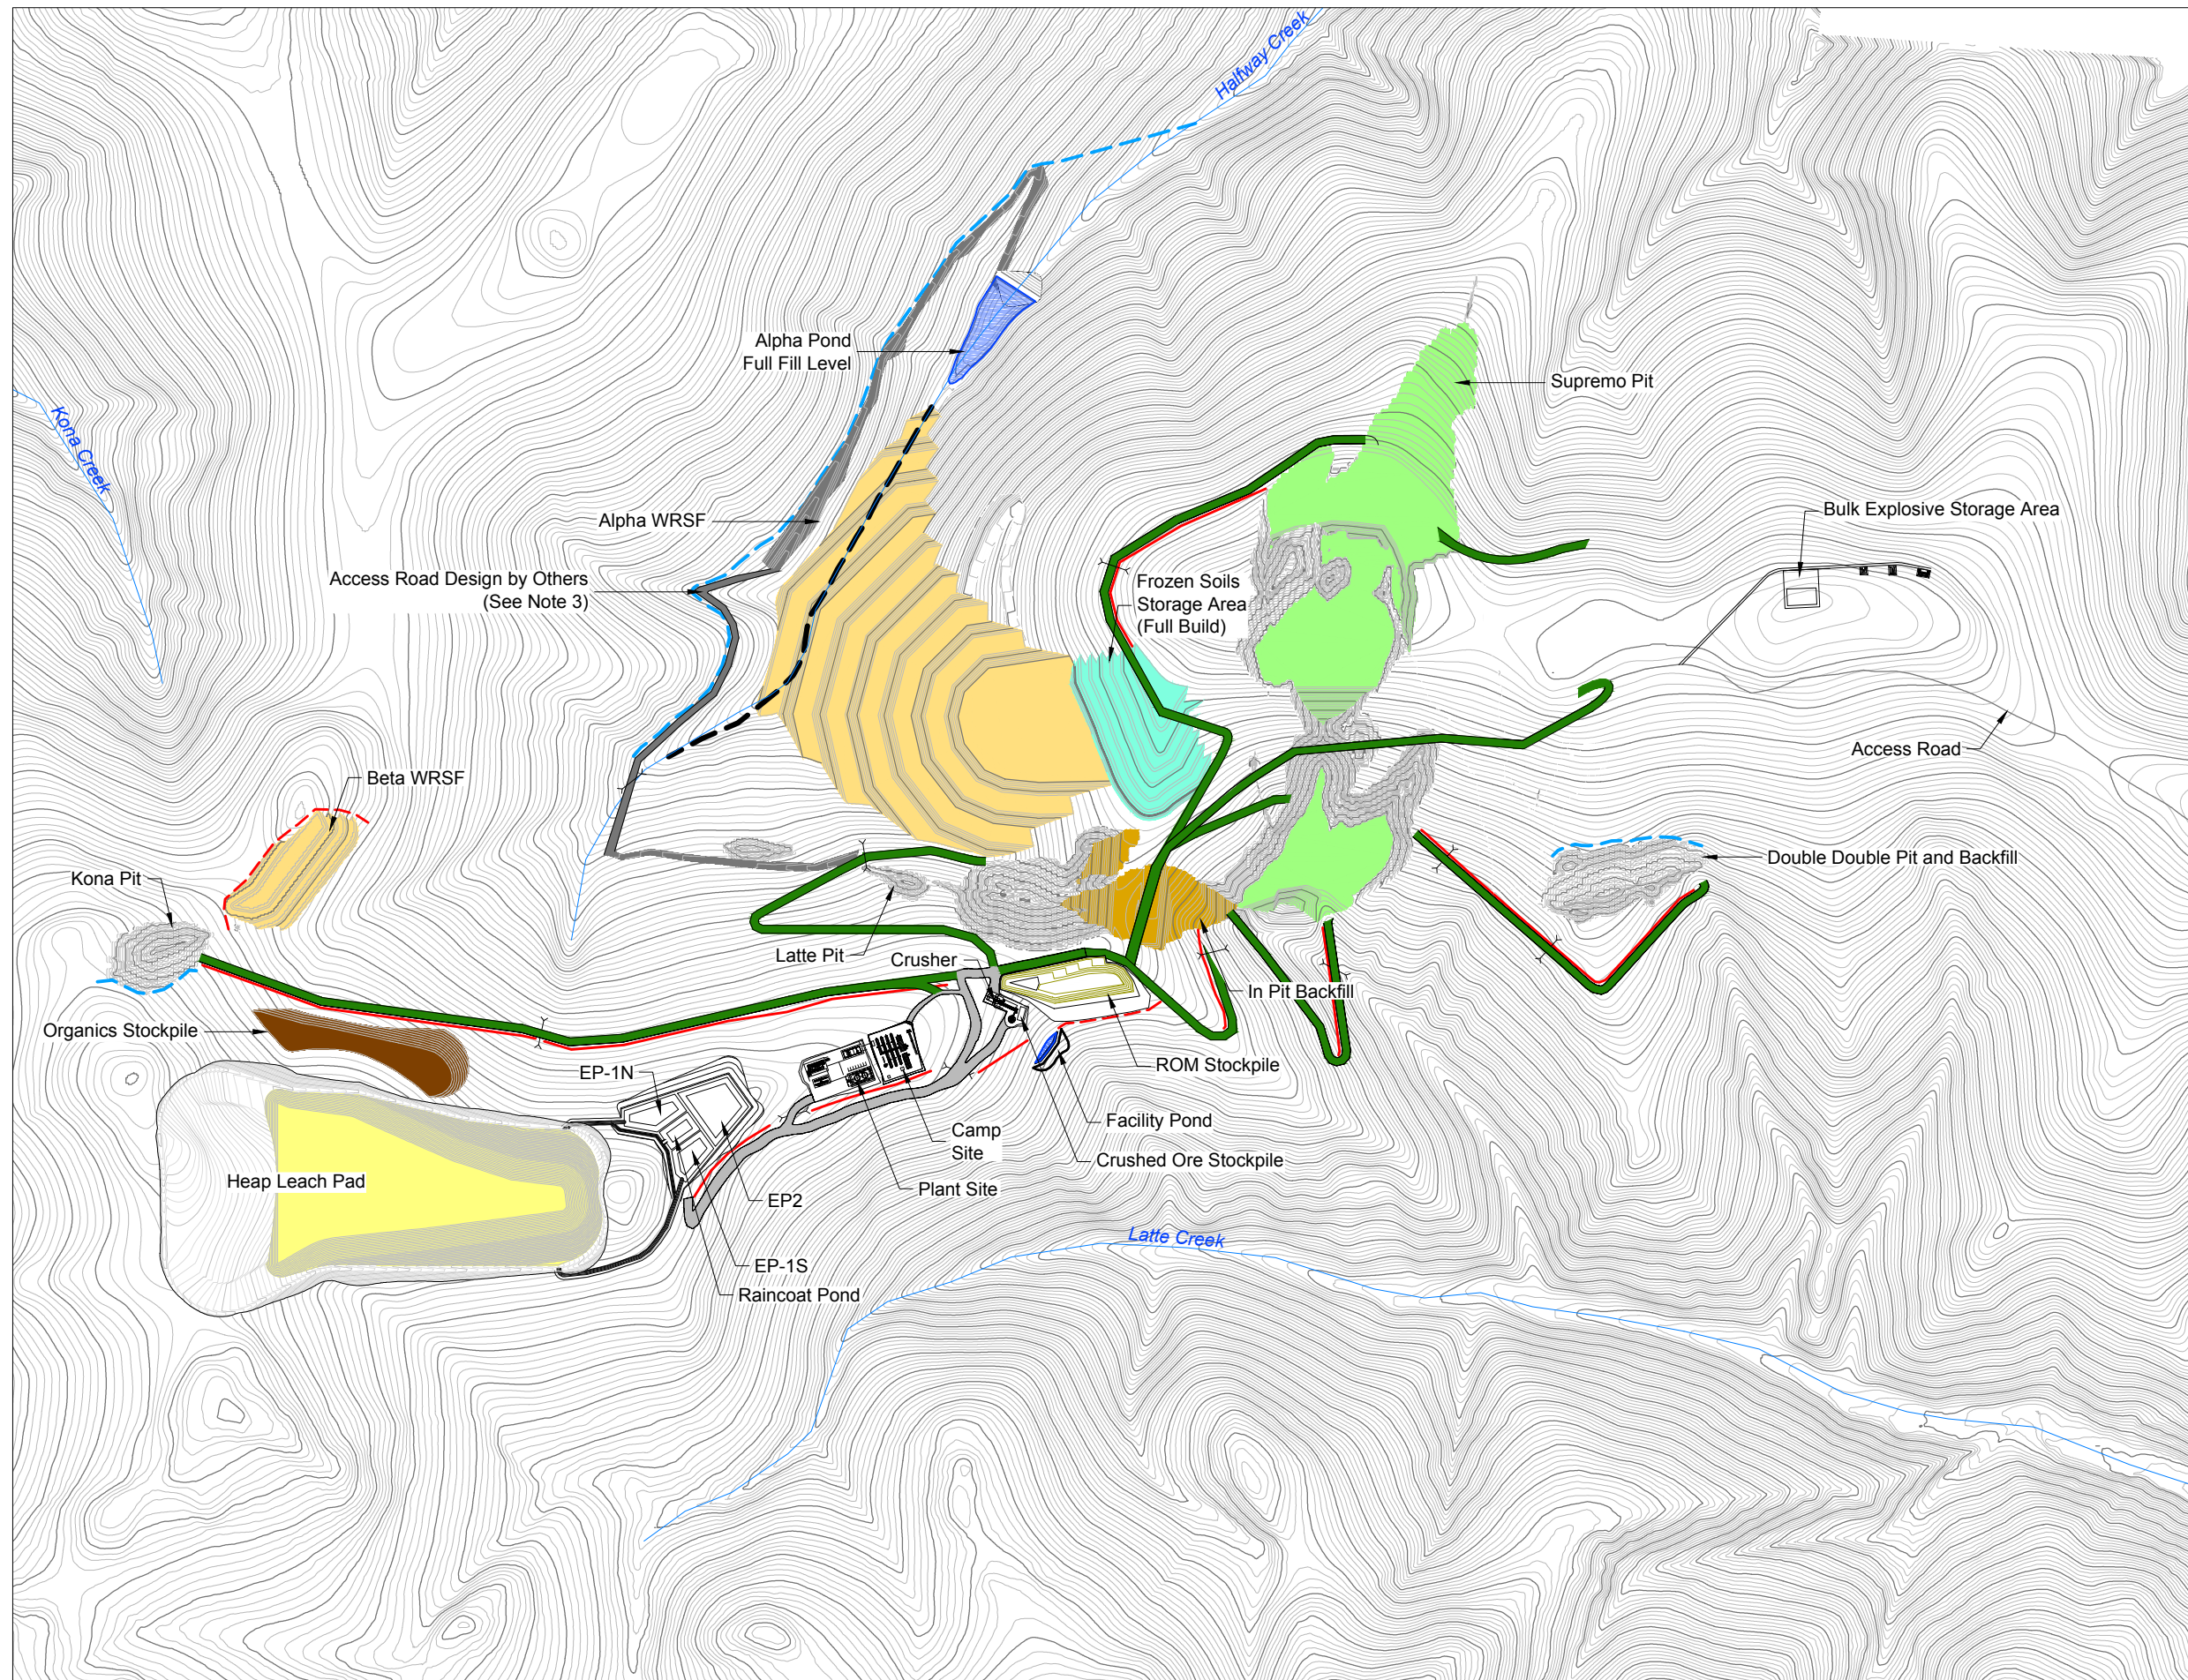 Halfway Creek
Alpha Pond
Full Fill Level
Supremo Pit
Kona Creek
Bulk Explosive Storage Area
Alpha WRSF
Access Road Design by Others
(See Note 3)
Frozen Soils
Storage Area
(Full Build)
Access Road
Beta WRSF
Double Double Pit and Backfill
Kona Pit
Latte Pit
Crusher
In Pit Backfill
Organics Stockpile
ROM Stockpile
EP-1N
Facility Pond
Camp
Site
Crushed Ore Stockpile
Heap Leach Pad
Plant Site
EP2
Latte Creek
EP-1S
Raincoat Pond